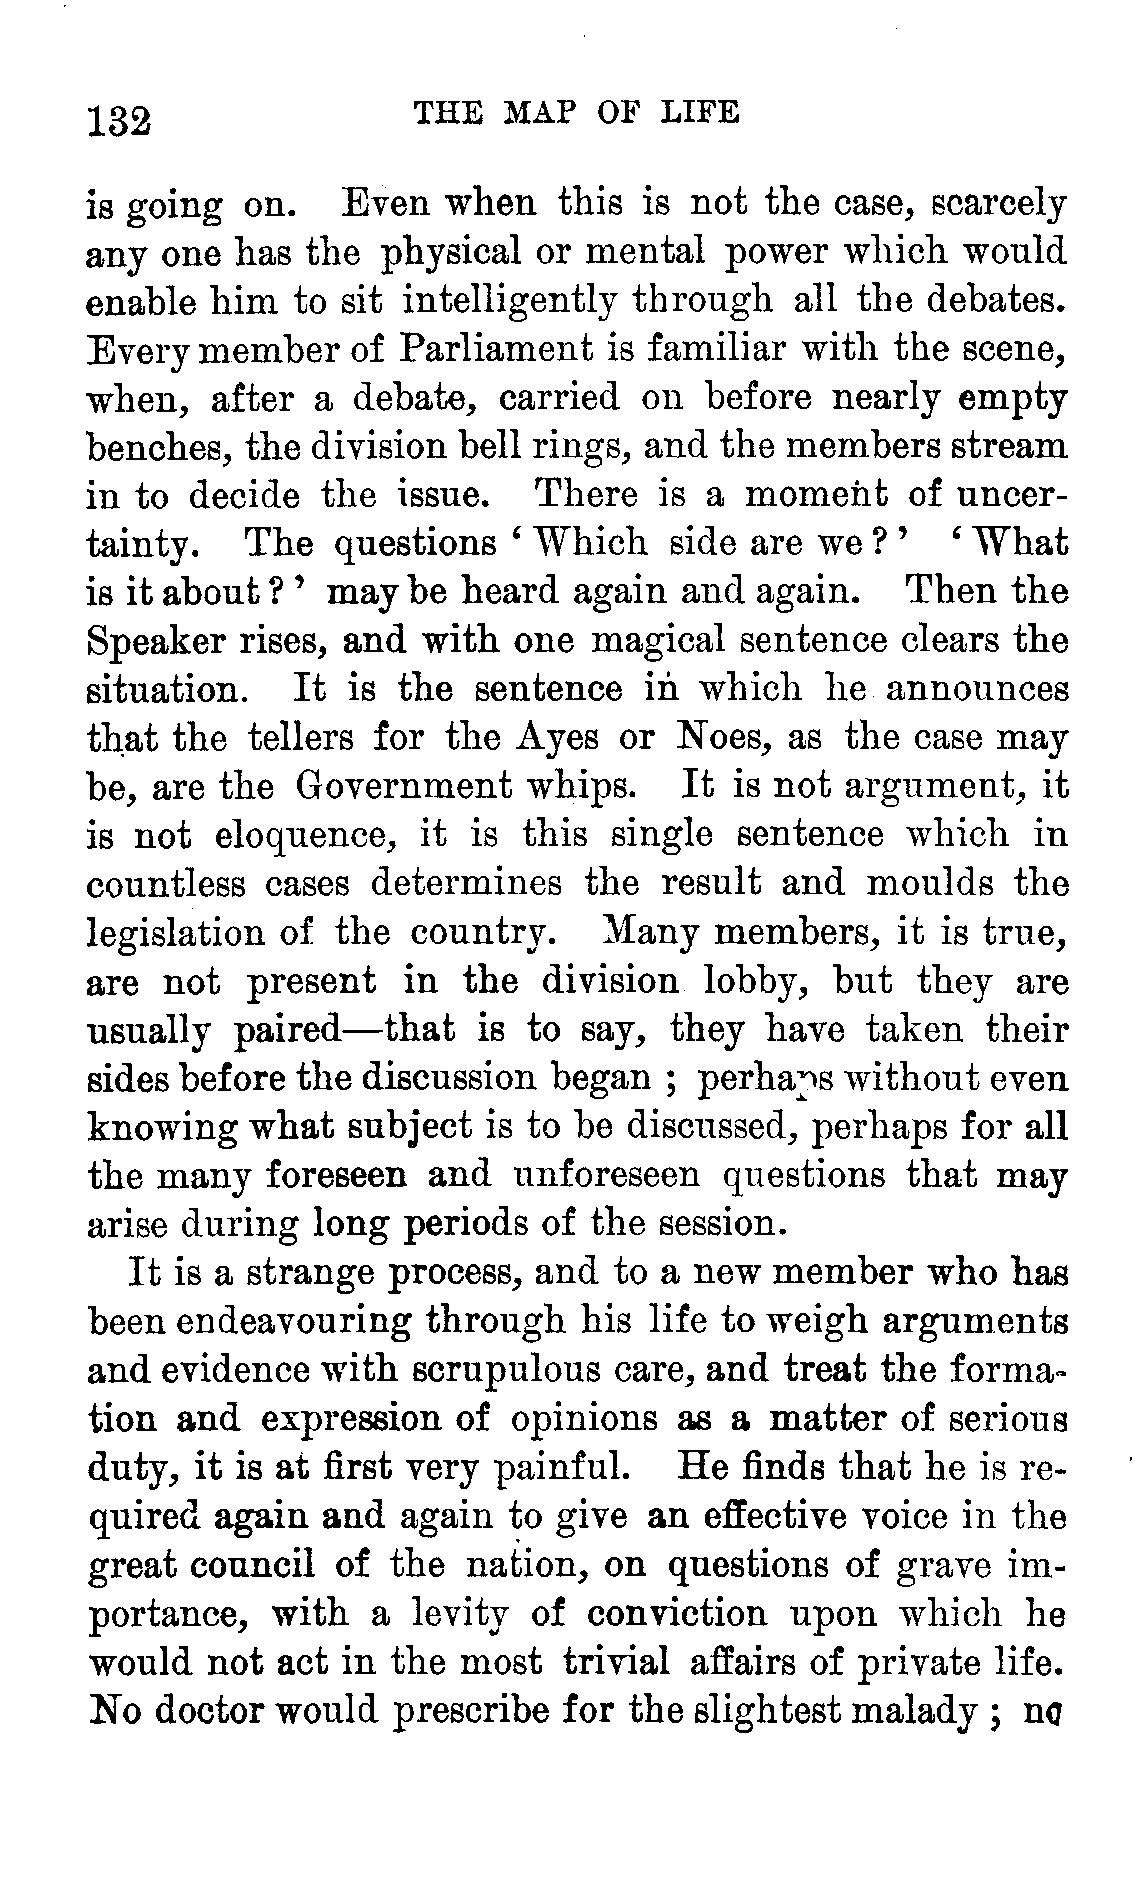 132 THE MAP OF LIFE
is going on. Even when this is not the case, scarcely
any one has the physical or mental power which would
enable him to sit intelligently through all the debates.
Every member of Parliament is familiar with the scene,
when, after a debate, carried on before nearly empty
benches, the division bell rings, and the members stream
in to decide the issue. There is a moment of uncer-
tainty. The questions ‘Which side are we?’ ‘What
is it about?’ may be heard again and again. Then the
Speaker rises, and with one magical sentence clears the
situation. It is the sentence in which he announces
that the tellers for the Ayes or Noes, as the case may
be, are the Government whips. It is not argument, it
is not eloquence, it is this single sentence which in
countless cases determines the result and moulds the
legislation of the country. Many members, it is true,
are not present in the division lobby, but they are
usually paired—that is to say, they have taken their
sides before the discussion began; perhaps without even
knowing what subject is to be discussed, perhaps for all
the many foreseen and unforeseen questions that may
arise during long periods of the session.
It is a strange process, and to a new member who has
been endeavouring through his life to weigh arguments
and evidence with scrupulous care, and treat the forma-
tion and expression of opinions as a matter of serious
duty, it is at first very painful. He finds that he is re-
quired again and again to give an effective voice in the
great council of the nation, on questions of grave im-
portance, with a levity of conviction upon which he
would not act in the most trivial affairs of private life.
No doctor would prescribe for the slightest malady; no